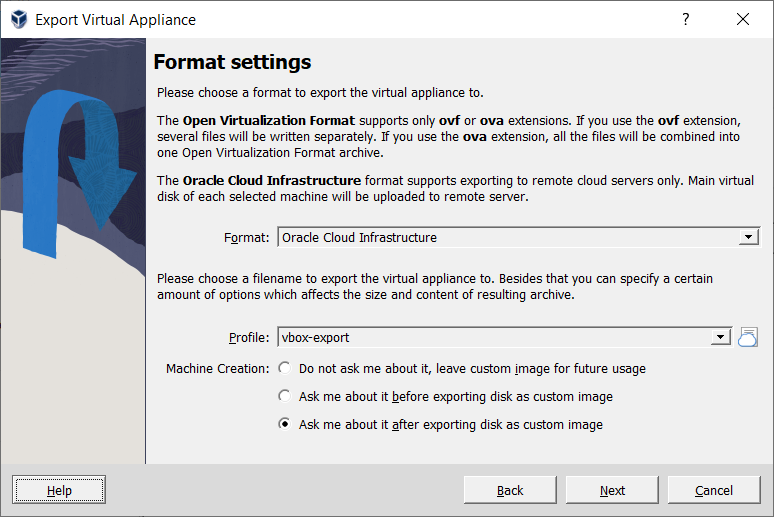 Export Virtual Appliance
?
Format settings
Please choose a format to export the virtual appliance to.
The Open Virtualization Format supports only ovf or ova extensions. If you use the ovf extension,
several files will be written separately. If you use the ova extension, all the files will be combined into
one Open Virtualization Format archive.
The Oracle Cloud Infrastructure format supports exporting to remote cloud servers only. Main virtual
disk of each selected machine will be uploaded to remote server.
Format: Oracle Cloud Infrastructure
Please choose a filename to export the virtual appliance to. Besides that you can specify a certain
amount of options which affects the size and content of resulting archive.
Profile: vbox-export
Machine Creation: Do not ask me about it, leave custom image for future usage
Ask me about it before exporting disk as custom image
Ask me about it after exporting disk as custom image
Help Back Next Cancel